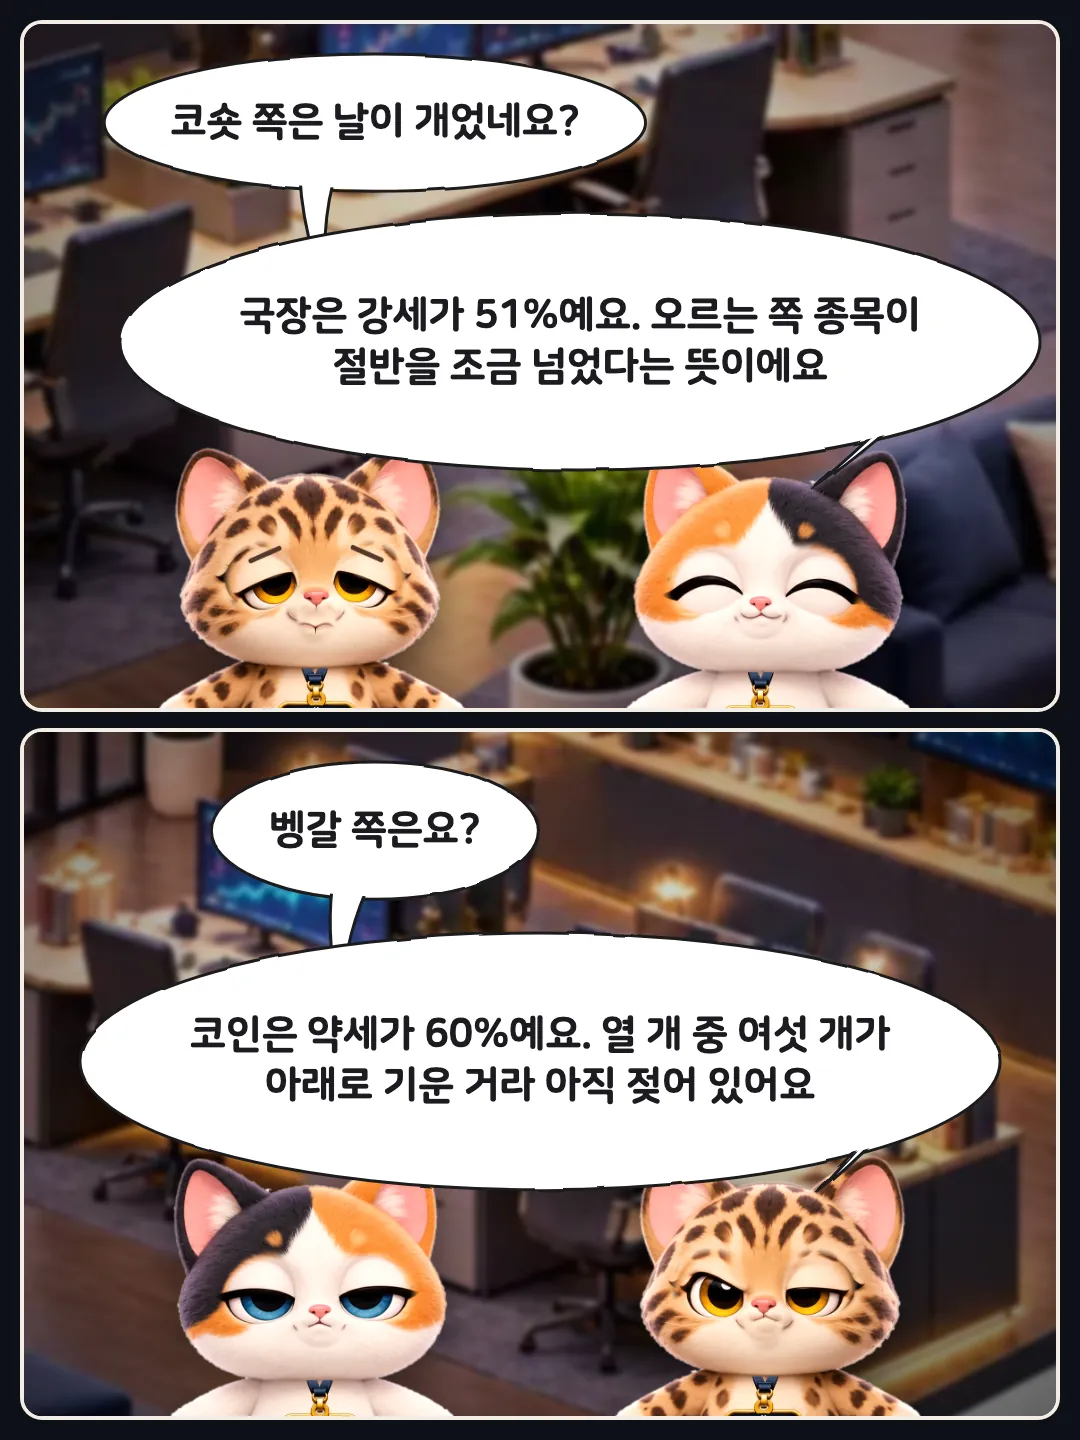 코숏 쪽은 날이 개었네요?
국장은 강세가 51%예요. 오르는 쪽 종목이
절반을 조금 넘었다는 뜻이에요
벵갈 쪽은요?
코인은 약세가 60%예요. 열 개 중 여섯 개가
아래로 기운 거라 아직 젖어 있어요